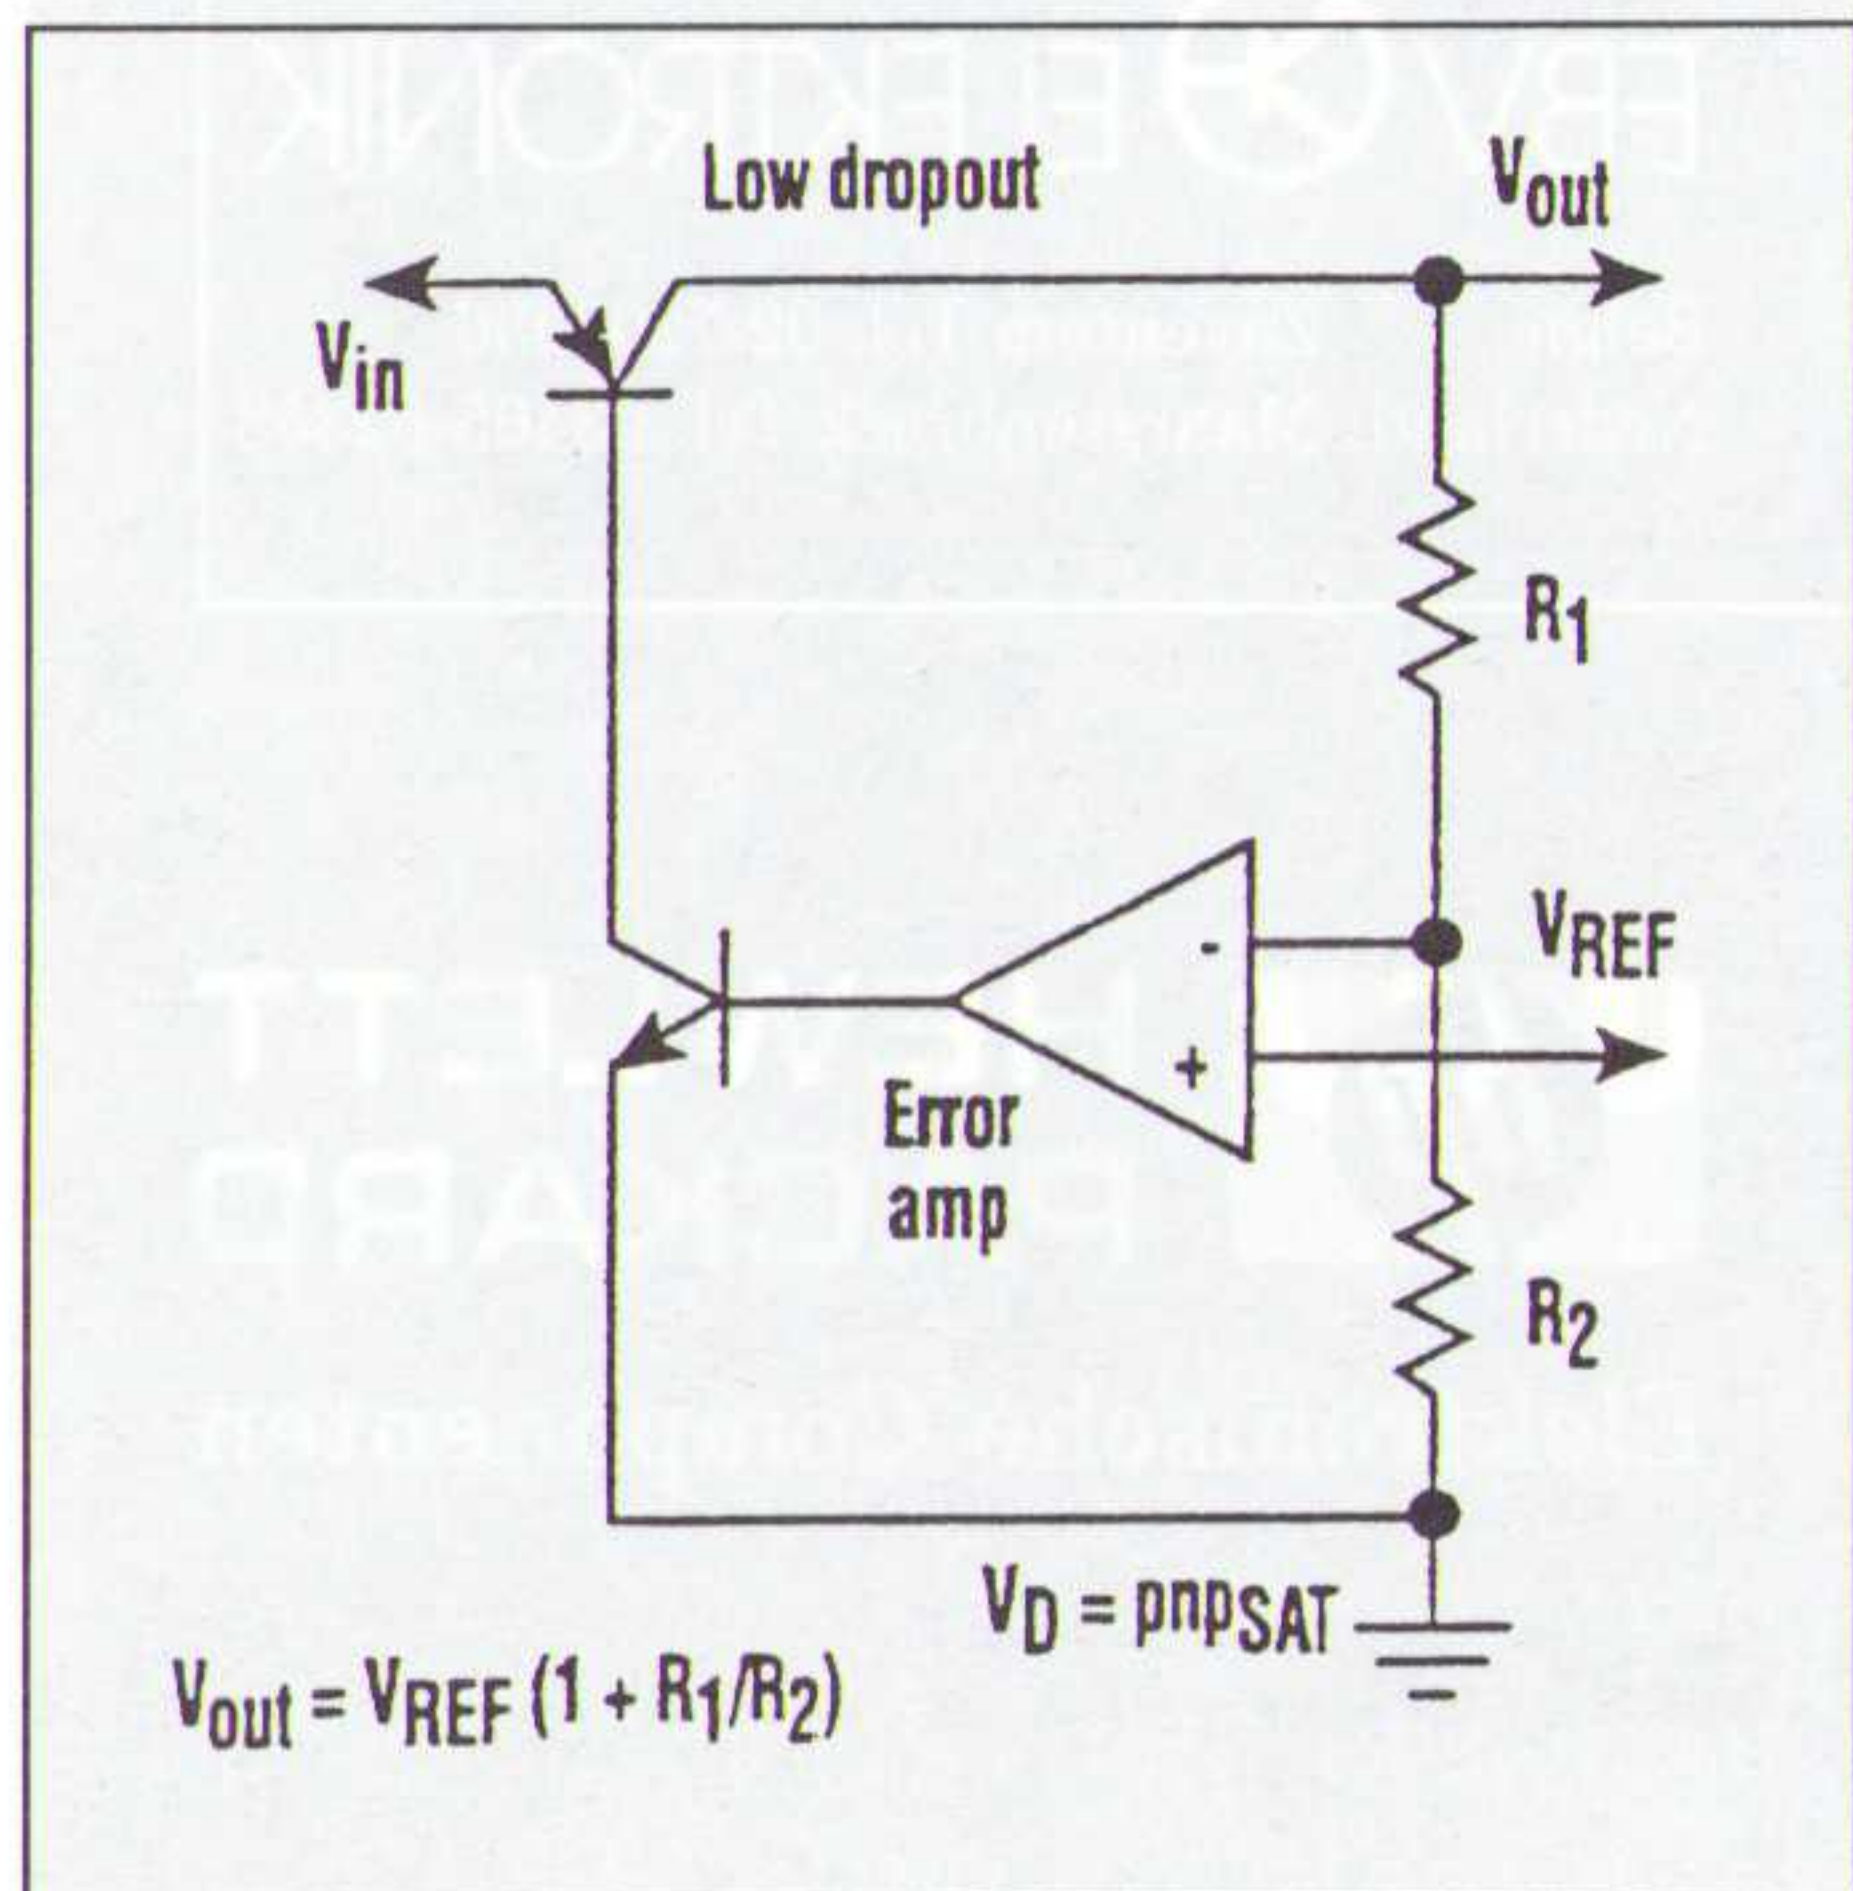 Low dropout
Vout
Vin
R1
VREF
-
+
Error
amp
R2
VD = pnpSAT
Vout = VREF (1 + R1/R2)